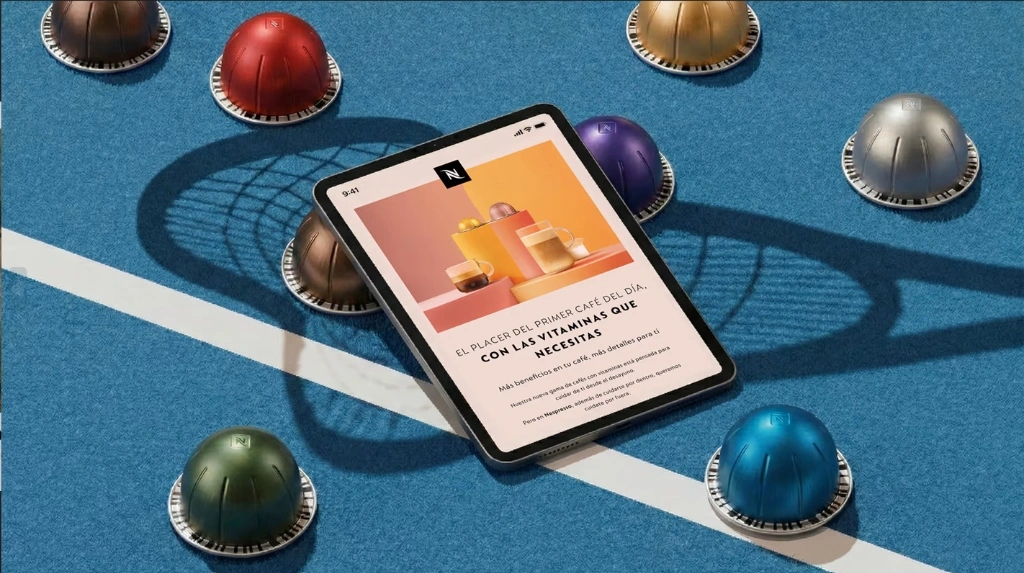 9:41
N
EL PLACER DEL PRIMER CAFÉ DEL DÍA,
CON LAS VITAMINAS QUE
NECESITAS
Más beneficios en tu café, más detalles para ti
Nuestra nueva gama de cafés con vitaminas está pensada para
cuidar de ti desde el desayuno.
Pero en Nespresso, además de cuidarte por dentro, queremos
cuidarte por fuera.